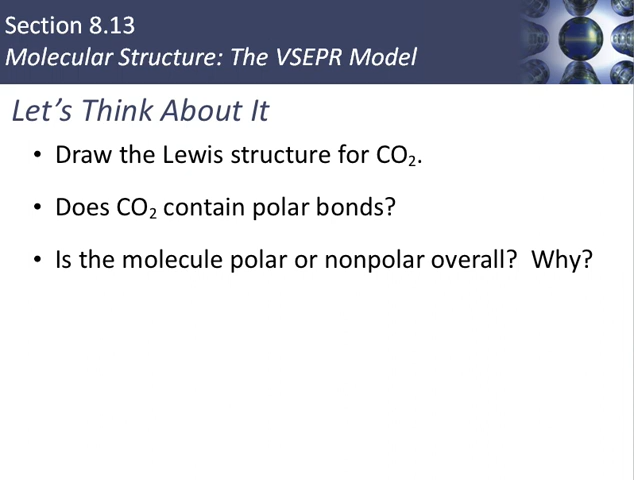 Section 8.13
Molecular Structure: The VSEPR Model
Let’s Think About It
• Draw the Lewis structure for CO₂.
• Does CO₂ contain polar bonds?
• Is the molecule polar or nonpolar overall?  Why?